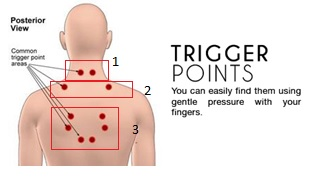 Posterior
View
Common
trigger point
areas
1
2
3
TRIGGER
POINTS
You can easily find them using
gentle pressure with your
fingers.